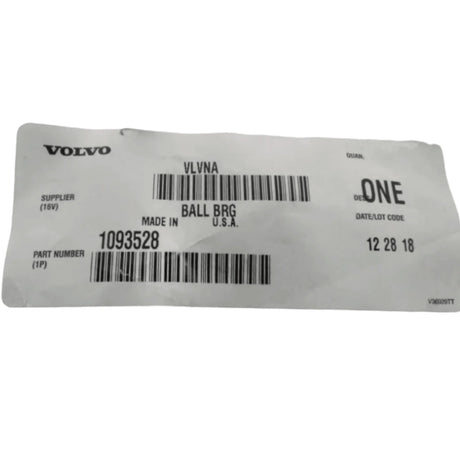 VOLVO
QUAN.
VLVNA
SUPPLIER
(16V)
ONE
BALL BRG
MADE IN U.S.A.
DATE/LOT CODE
1093528
12 28 18
PART NUMBER
(1P)